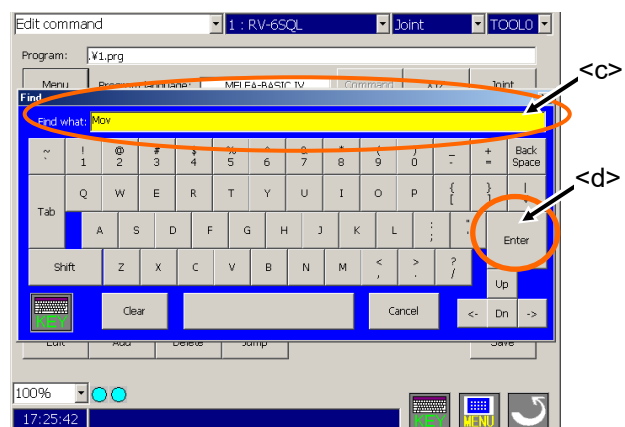 Edit command 1 : RV-6SQL Joint TOOL0
Program: .¥1.prg
<c>
Menu Program language: MELFA-BASIC IV Command XYZ Joint
Find
Find what: Mov
~ ! @ # $ % ^ & * ( ) _ + Back
` 1 2 3 4 5 6 7 8 9 0 - = Space
<d>
Tab Q W E R T Y U I O P { } |
[ ] \
A S D F G H J K L : " Enter
; '
Shift Z X C V B N M < > ?
, . /
Up
KEY Clear Cancel <- Dn ->
Edit Add Delete Jump Save
100%
17:25:42 KEY MENU